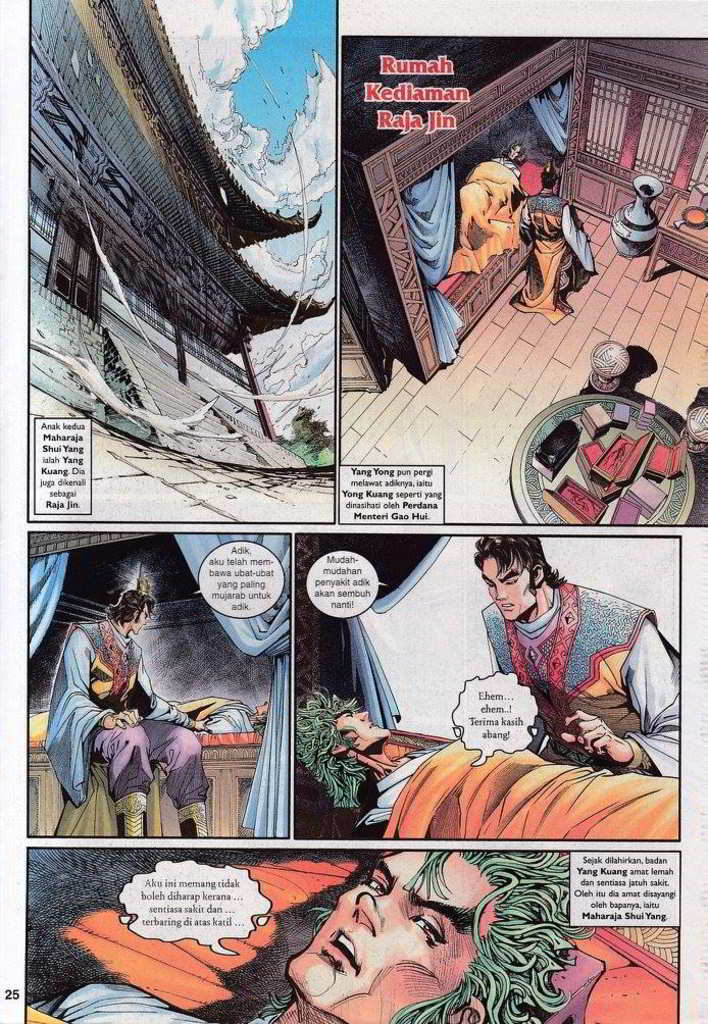 Rumah
Kediaman
Raja Jin
Anak kedua
Maharaja
Shui Yang
ialah Yang
Kuang. Dia
juga dikenali
sebagai
Raja Jin.
Yang Yong pun pergi
melawat adiknya, iaitu
Yong Kuang seperti yang
dinasihati oleh Perdana
Menteri Gao Hui.
Adik,
aku telah mem-
bawa ubat-ubat
yang paling
mujarab untuk
adik.
Mudah-
mudahan
penyakit adik
akan sembuh
nanti!
Ehem...
ehem..!
Terima kasih
abang!
Sejak dilahirkan, badan
Yang Kuang amat lemah
dan sentiasa jatuh sakit.
Oleh itu dia amat disayangi
oleh bapanya, iaitu
Maharaja Shui Yang.
Aku ini memang tidak
boleh diharap kerana ...
sentiasa sakit dan ...
terbaring di atas katil ...
25